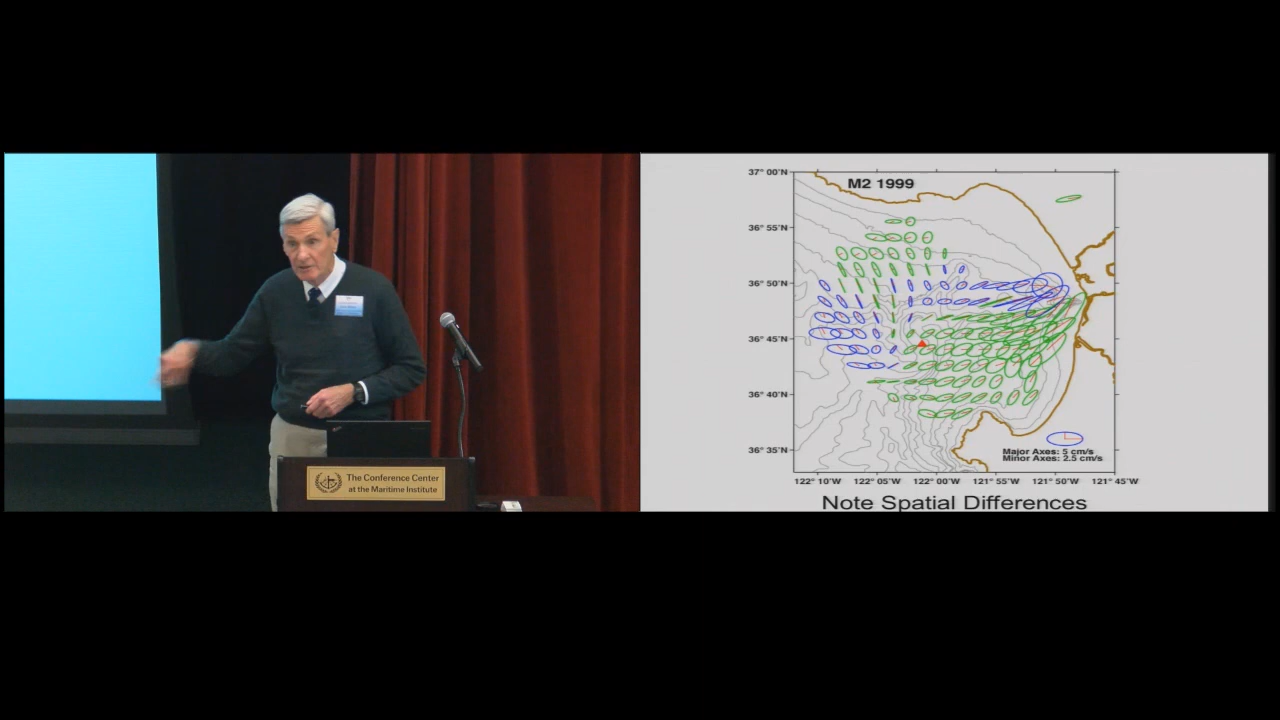 The Conference Center
at the Maritime Institute
M2 1999
37° 00'N
36° 55'N
36° 50'N
36° 45'N
36° 40'N
36° 35'N
122° 10'W 122° 05'W 122° 00'W 121° 55'W 121° 50'W 121° 45'W
Major Axes: 5 cm/s
Minor Axes: 2.5 cm/s
Note Spatial Differences